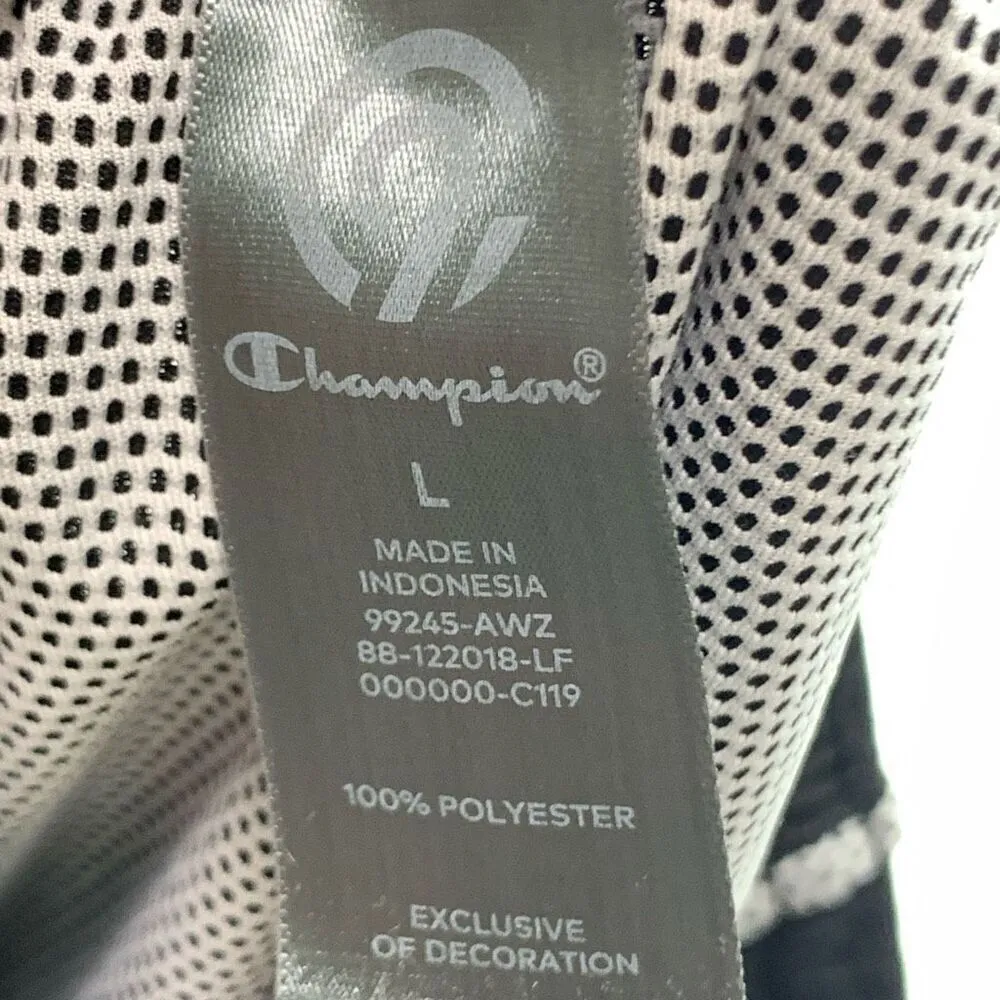 Champion®
L
MADE IN
INDONESIA
99245-AWZ
88-122018-LF
000000-C119
100% POLYESTER
EXCLUSIVE
OF DECORATION